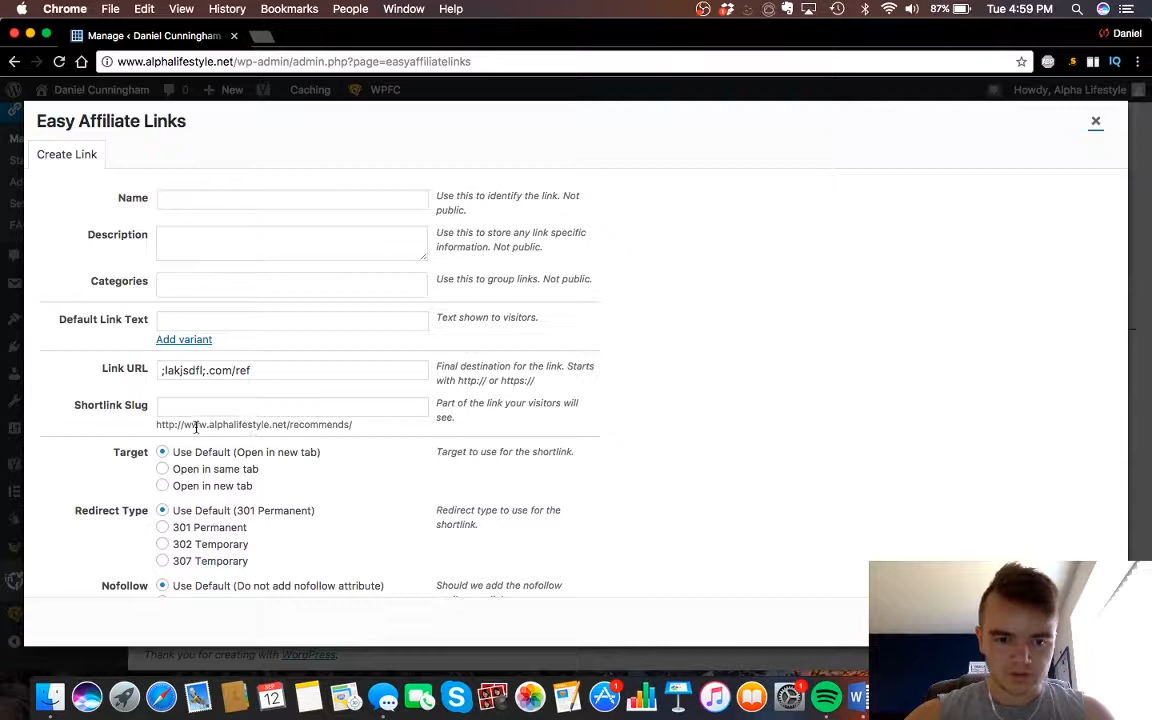 Chrome File Edit View History Bookmarks People Window Help 87% Tue 4:59 PM
Manage ‹ Daniel Cunningham Daniel
www.alphalifestyle.net/wp-admin/admin.php?page=easyaffiliatelinks IQ
Daniel Cunningham 0 New Caching WPFC Howdy, Alpha Lifestyle
Easy Affiliate Links
Create Link
Name Use this to identify the link. Not
public.
Description Use this to store any link specific
information. Not public.
Categories Use this to group links. Not public.
Default Link Text Text shown to visitors.
Add variant
Link URL ;lakjsdfl;.com/ref Final destination for the link. Starts
with http:// or https://
Shortlink Slug Part of the link your visitors will
see.
http://www.alphalifestyle.net/recommends/
Target Use Default (Open in new tab) Target to use for the shortlink.
Open in same tab
Open in new tab
Redirect Type Use Default (301 Permanent) Redirect type to use for the
shortlink.
301 Permanent
302 Temporary
307 Temporary
Nofollow Use Default (Do not add nofollow attribute) Should we add the nofollow
Thank you for creating with WordPress.
12
1
1
W